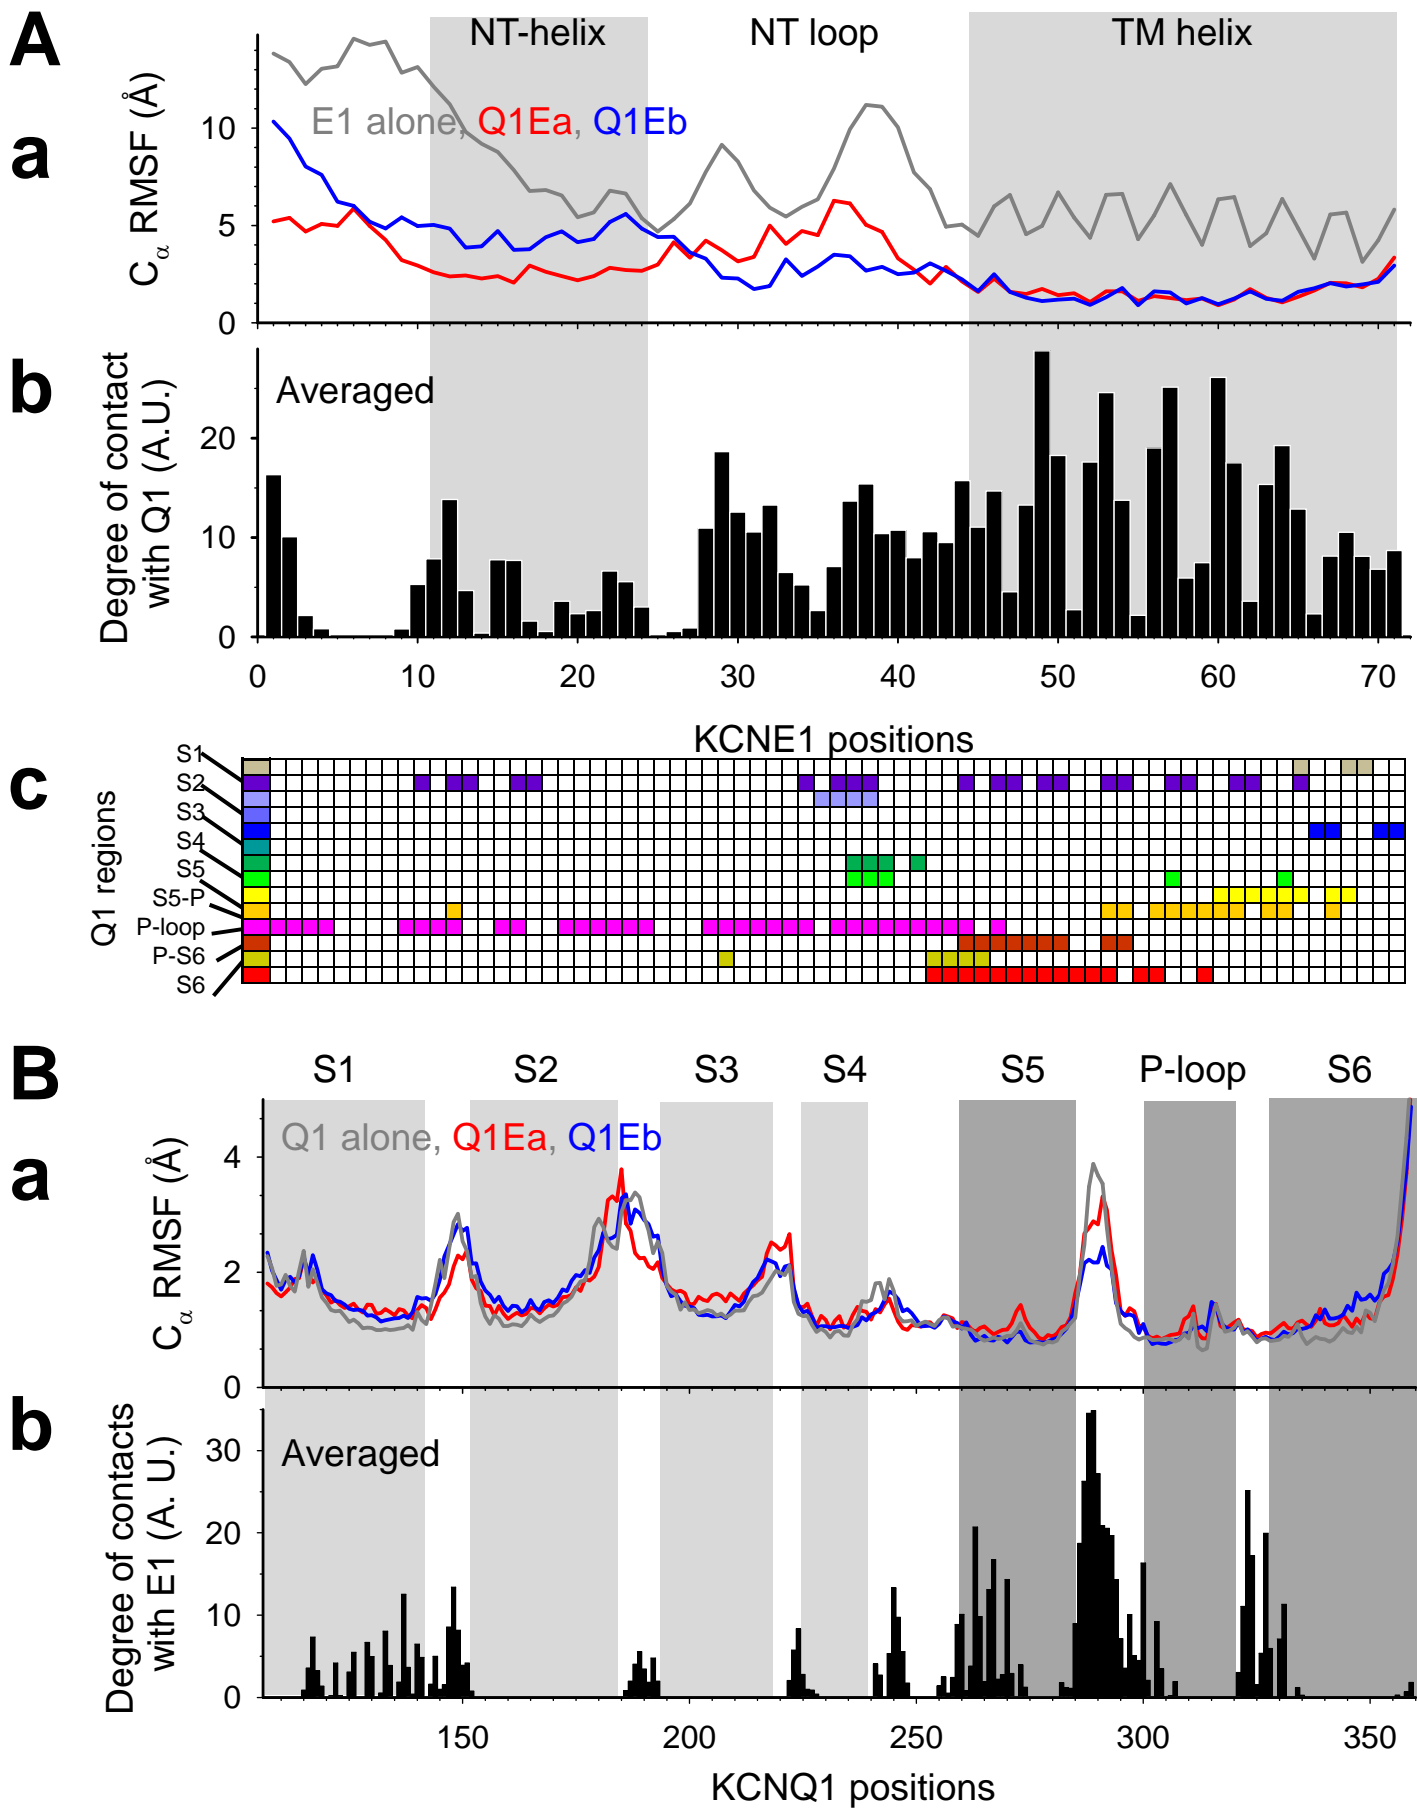 A
NT-helix NT loop TM helix
a
Cα RMSF (Å)
E1 alone, Q1Ea, Q1Eb
10
5
0
b
Degree of contact
with Q1 (A.U.)
Averaged
20
10
0
0 10 20 30 40 50 60 70
KCNE1 positions
c
Q1 regions
S1
S2
S3
S4
S5
S5-P
P-loop
P-S6
S6
B
S1 S2 S3 S4 S5 P-loop S6
a
Cα RMSF (Å)
Q1 alone, Q1Ea, Q1Eb
4
2
0
b
Degree of contacts
with E1 (A. U.)
Averaged
30
20
10
0
150 200 250 300 350
KCNQ1 positions